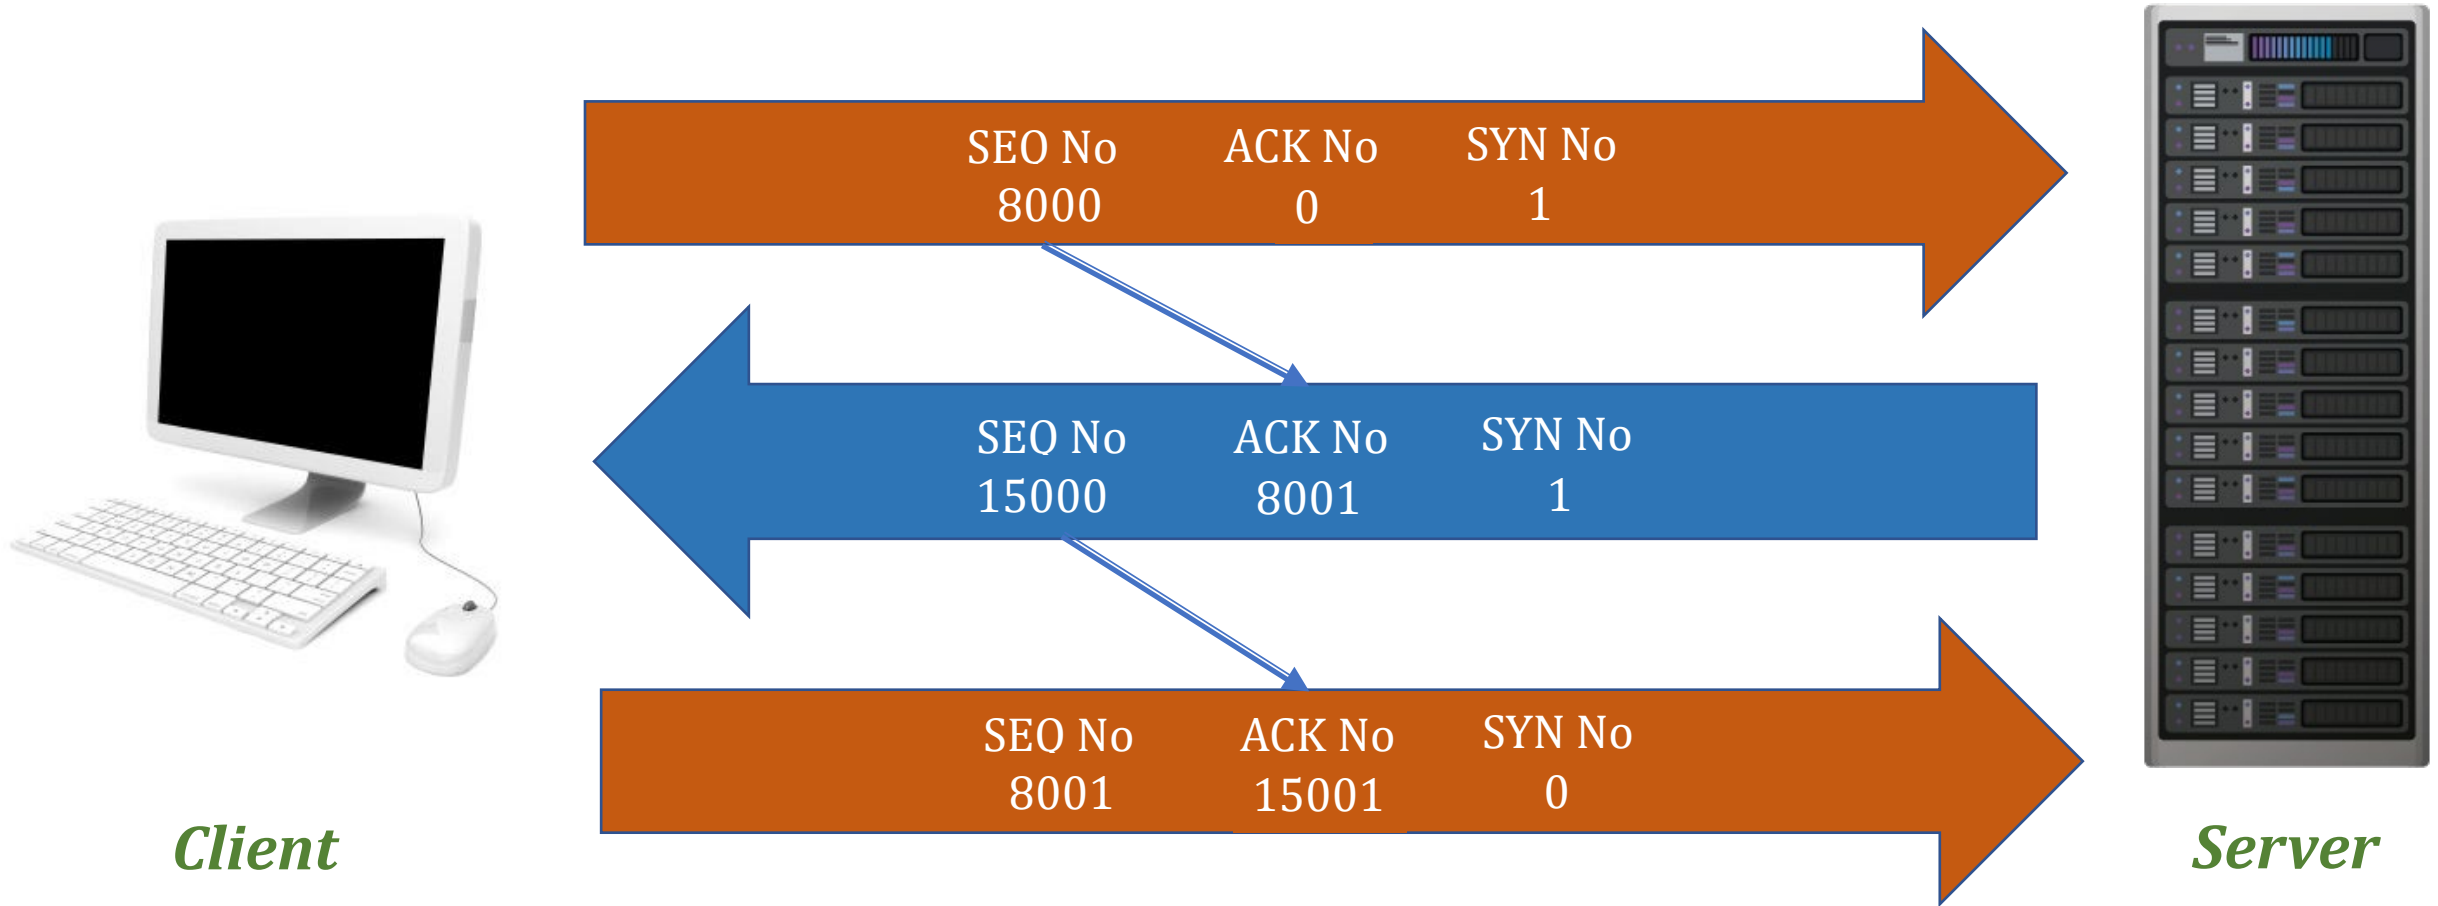 SEQ No ACK No SYN No
8000 0 1
SEQ No ACK No SYN No
15000 8001 1
SEQ No ACK No SYN No
8001 15001 0
Client Server